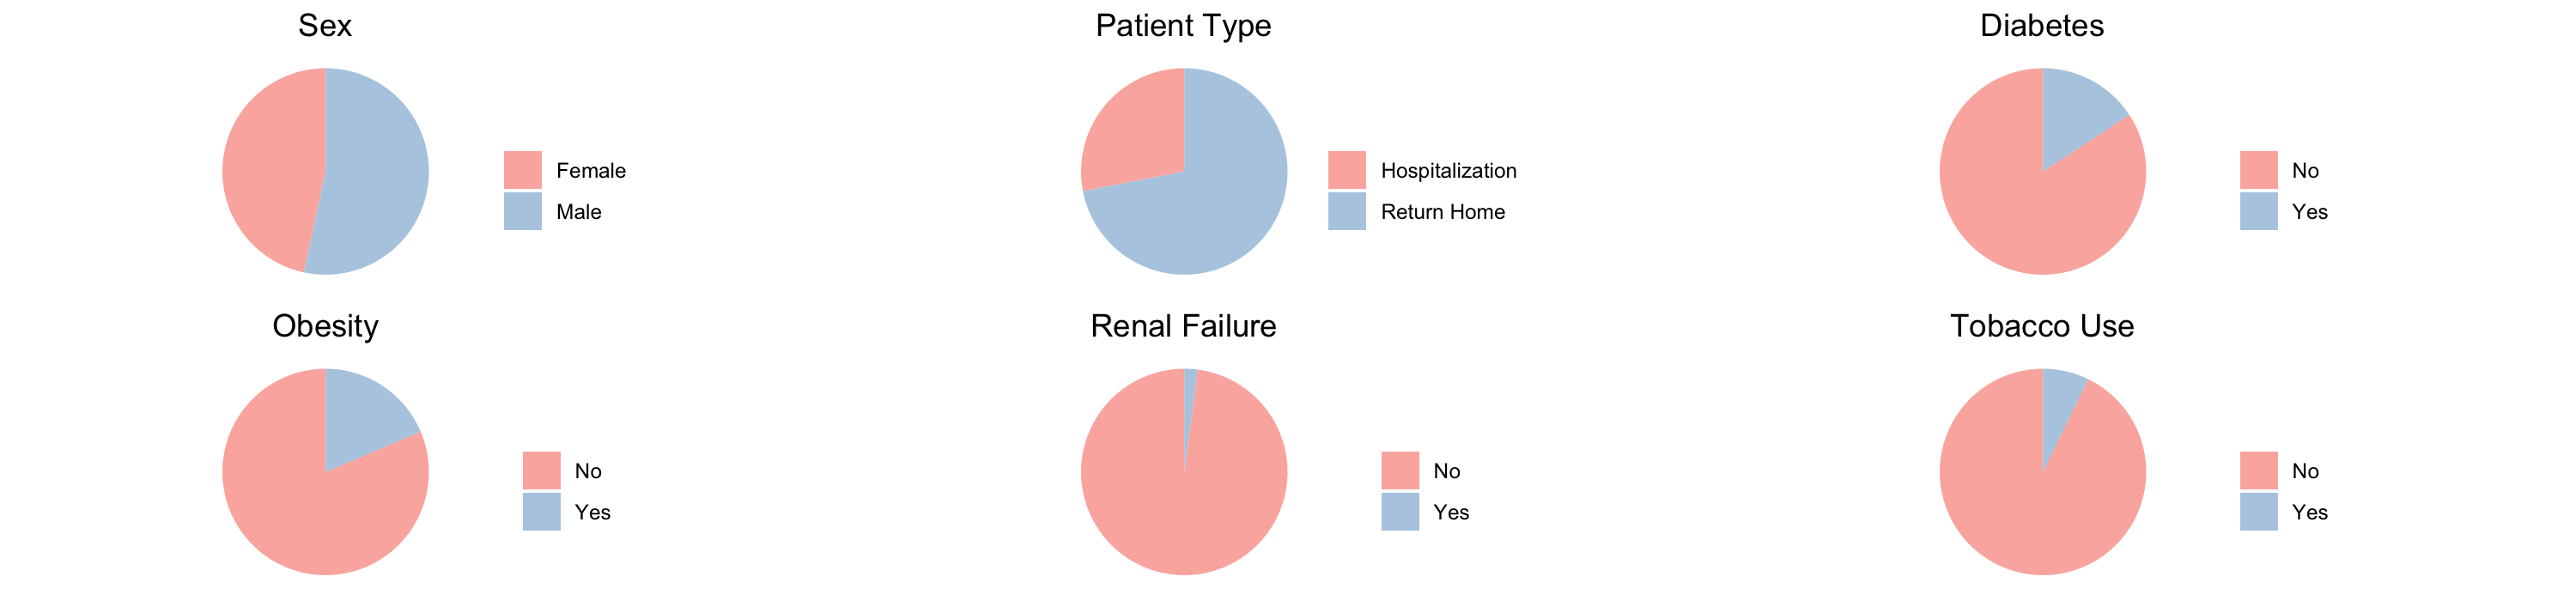 Sex
Female
Male
Patient Type
Hospitalization
Return Home
Diabetes
No
Yes
Obesity
No
Yes
Renal Failure
No
Yes
Tobacco Use
No
Yes